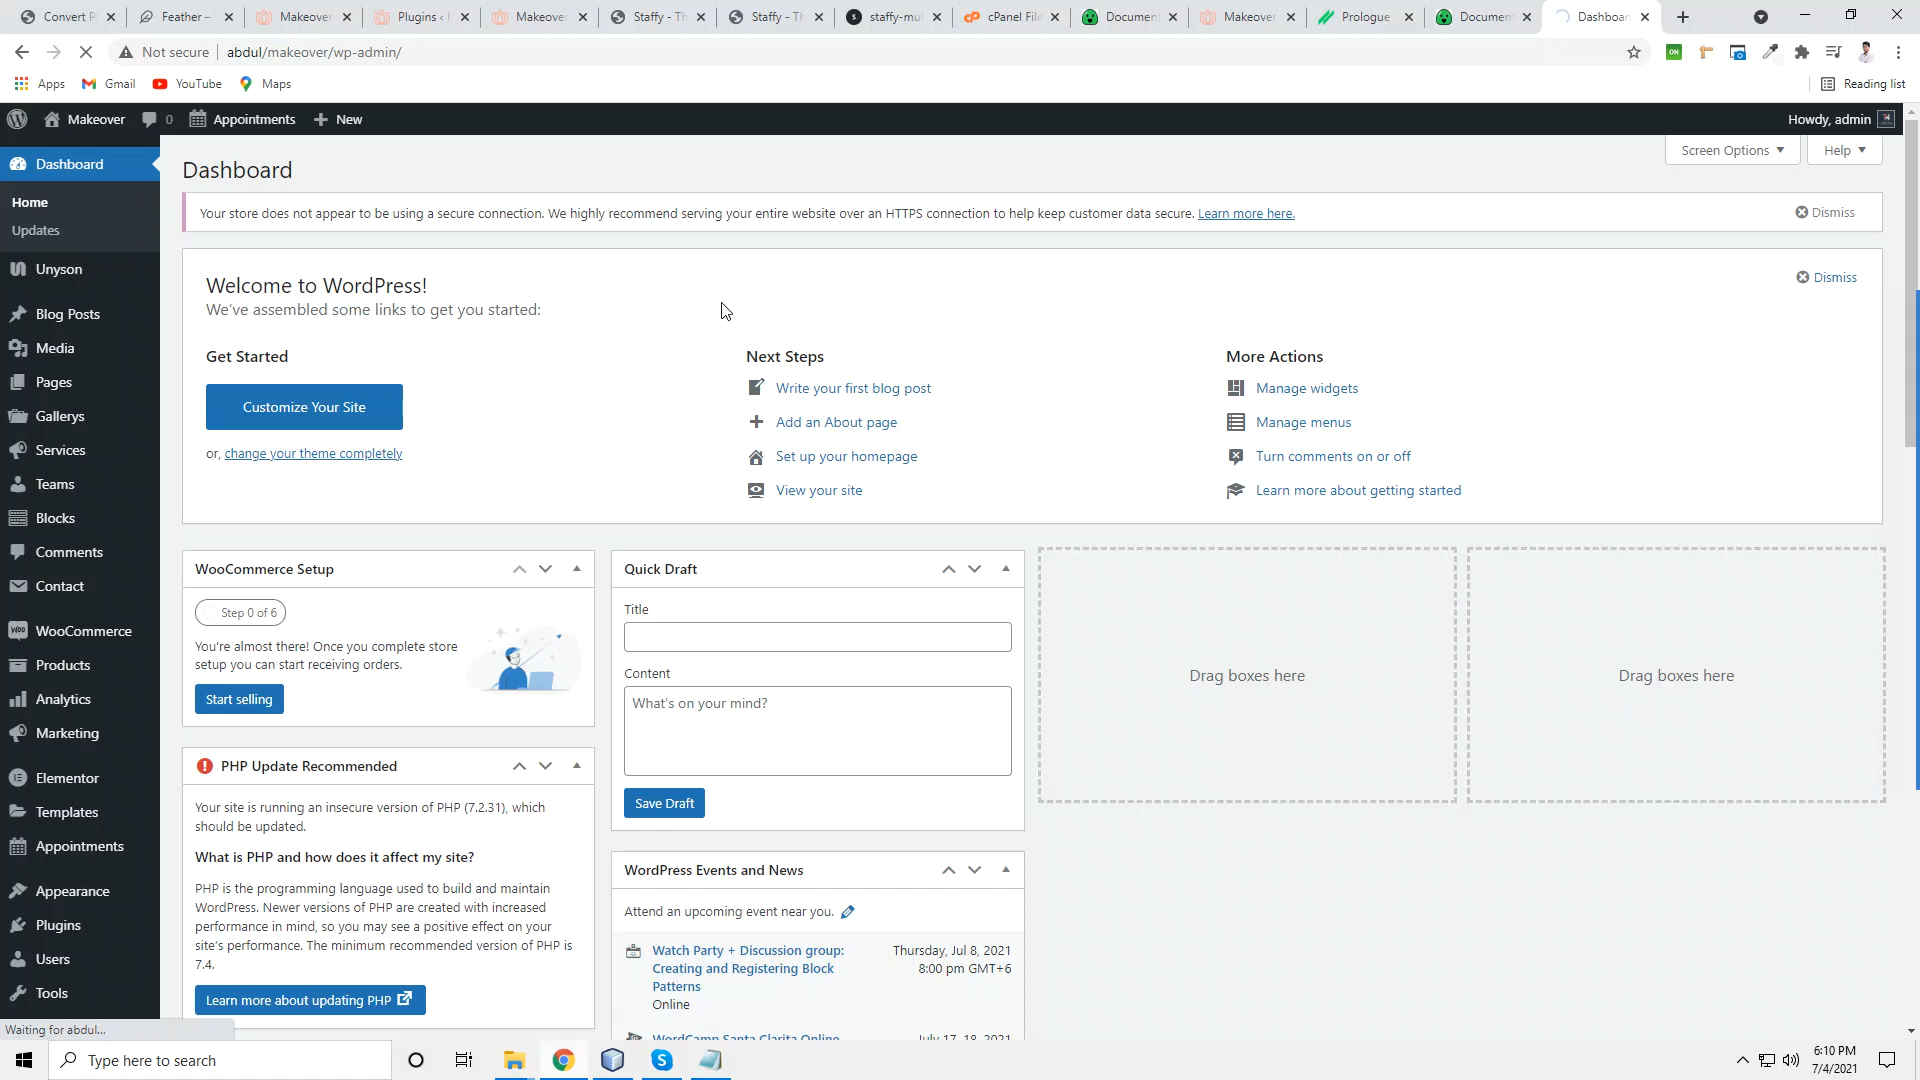 Convert P
Feather –
Makeover
Plugins ‹
Makeover
Staffy - Th
Staffy - Th
staffy-mul
cPanel File
Document
Makeover
Prologue
Document
Dashboard
Not secure
abdul/makeover/wp-admin/
Apps
Gmail
YouTube
Maps
Reading list
Makeover
0
Appointments
New
Howdy, admin
Dashboard
Home
Updates
Unyson
Blog Posts
Media
Pages
Gallerys
Services
Teams
Blocks
Comments
Contact
WooCommerce
Products
Analytics
Marketing
Elementor
Templates
Appointments
Appearance
Plugins
Users
Tools
Waiting for abdul...
Screen Options
Help
Dashboard
Your store does not appear to be using a secure connection. We highly recommend serving your entire website over an HTTPS connection to help keep customer data secure. Learn more here.
Dismiss
Welcome to WordPress!
We've assembled some links to get you started:
Dismiss
Get Started
Customize Your Site
or, change your theme completely
Next Steps
Write your first blog post
Add an About page
Set up your homepage
View your site
More Actions
Manage widgets
Manage menus
Turn comments on or off
Learn more about getting started
WooCommerce Setup
Step 0 of 6
You're almost there! Once you complete store
setup you can start receiving orders.
Start selling
PHP Update Recommended
Your site is running an insecure version of PHP (7.2.31), which
should be updated.
What is PHP and how does it affect my site?
PHP is the programming language used to build and maintain
WordPress. Newer versions of PHP are created with increased
performance in mind, so you may see a positive effect on your
site's performance. The minimum recommended version of PHP is
7.4.
Learn more about updating PHP
Quick Draft
Title
Content
What's on your mind?
Save Draft
WordPress Events and News
Attend an upcoming event near you.
Watch Party + Discussion group:
Creating and Registering Block
Patterns
Online
Thursday, Jul 8, 2021
8:00 pm GMT+6
WordCamp Santa Clarita Online
July 17-18, 2021
Drag boxes here
Drag boxes here
Type here to search
6:10 PM
7/4/2021